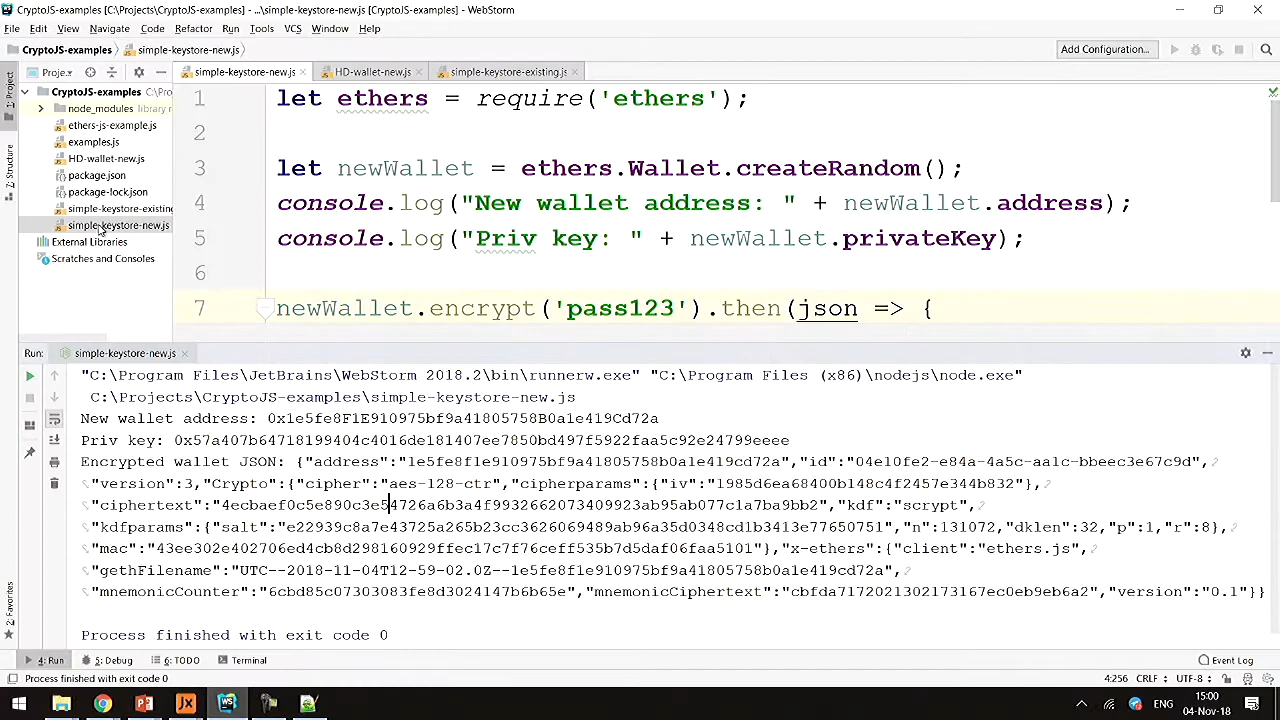 CryptoJS-examples [C:\Projects\CryptoJS-examples] - ...\simple-keystore-new.js [CryptoJS-examples] - WebStorm
File Edit View Navigate Code Refactor Run Tools VCS Window Help
CryptoJS-examples simple-keystore-new.js Add Configuration...
1: Project
Z: Structure
2: Favorites
Proje..
CryptoJS-examples C:\Pro
node_modules library r
ethers-js-example.js
examples.js
HD-wallet-new.js
package.json
package-lock.json
simple-keystore-existing
simple-keystore-new.js
External Libraries
Scratches and Consoles
simple-keystore-new.js HD-wallet-new.js simple-keystore-existing.js
1 let ethers = require('ethers');
2
3 let newWallet = ethers.Wallet.createRandom();
4 console.log("New wallet address: " + newWallet.address);
5 console.log("Priv key: " + newWallet.privateKey);
6
7 newWallet.encrypt('pass123').then(json => {
Run: simple-keystore-new.js
"C:\Program Files\JetBrains\WebStorm 2018.2\bin\runnerw.exe" "C:\Program Files (x86)\nodejs\node.exe"
C:\Projects\CryptoJS-examples\simple-keystore-new.js
New wallet address: 0x1e5fe8F1E910975bf9a41805758B0a1e419Cd72a
Priv key: 0x57a407b64718199404c4016de181407ee7850bd497f5922faa5c92e24799eeee
Encrypted wallet JSON: {"address":"1e5fe8f1e910975bf9a41805758b0a1e419cd72a","id":"04e10fe2-e84a-4a5c-aa1c-bbeec3e67c9d",
"version":3,"Crypto":{"cipher":"aes-128-ctr","cipherparams":{"iv":"1985d6ea68400b148c4f2457e344b832"},
"ciphertext":"4ecbaef0c5e890c3e54726a6b3a4f9932662073409923ab95ab077c1a7ba9bb2","kdf":"scrypt",
"kdfparams":{"salt":"e22939c8a7e43725a265b23cc3626029089ab96a35d0348cd1b3413e77650751","n":131072,"dklen":32,"p":1,"r":8},
"mac":"43ee302e402706ed4cb8d298160929ffec17c7f76ceff535b7d5daf06faa5101"},"x-ethers":{"client":"ethers.js",
"gethFilename":"UTC--2018-11-04T12-59-02.0Z--1e5fe8f1e910975bf9a41805758b0a1e419cd72a",
"mnemonicCounter":"6cbd85c07303083fe8d3024147b6b65e","mnemonicCiphertext":"cbfda7172021302173167ec0eb9eb6a2","version":"0.1"}}
Process finished with exit code 0
4: Run 5: Debug 6: TODO Terminal Event Log
Process finished with exit code 0 4:256 CRLF UTF-8
ENG 15:00
04-Nov-18